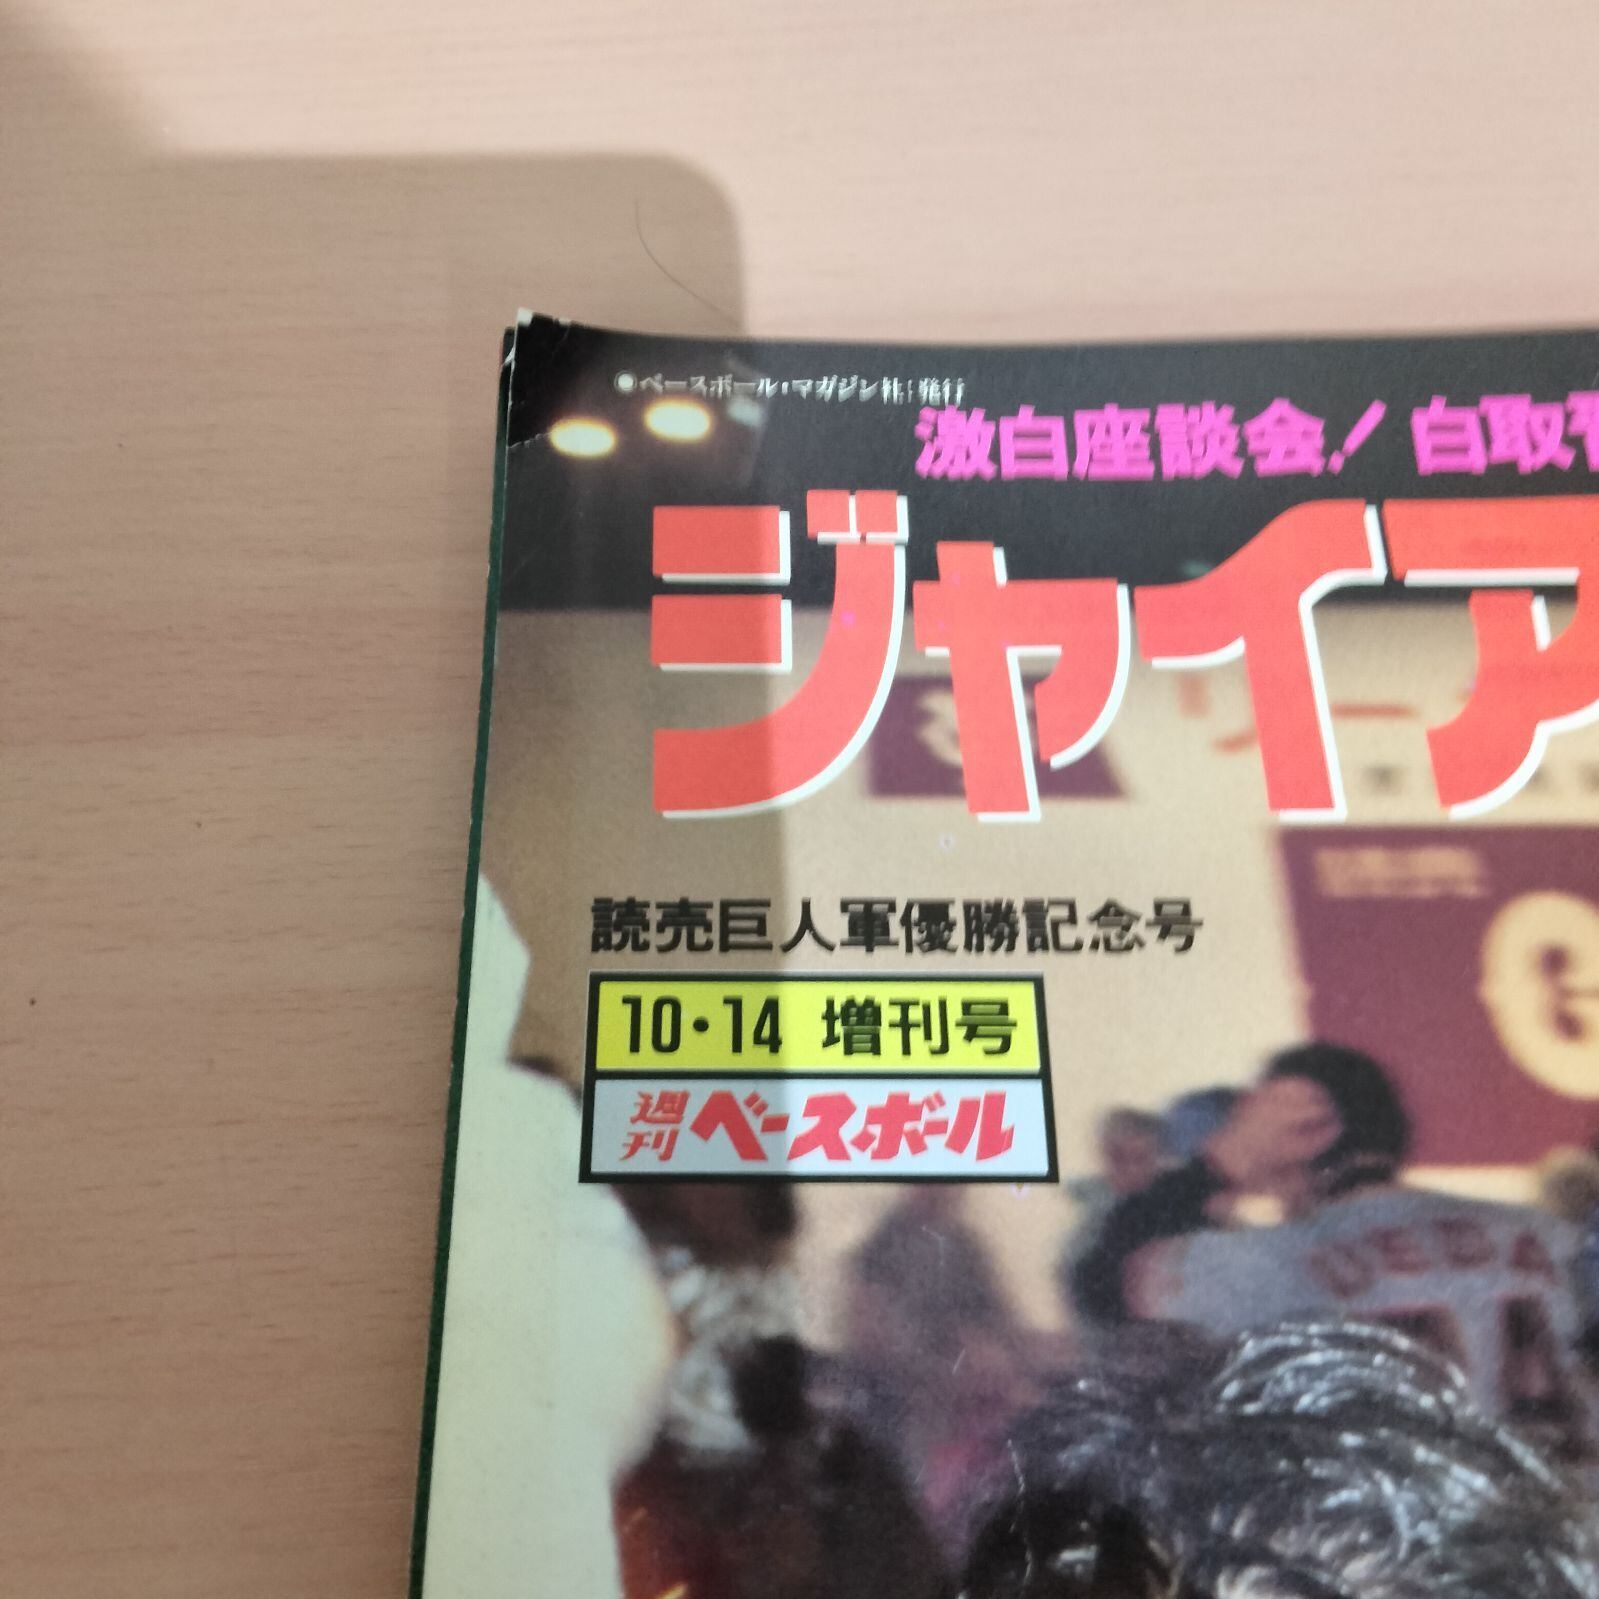 ●ベースボール・マガジン社 発行
激白座談会! 白取
ジャイア
読売巨人軍優勝記念号
10・14 増刊号
週刊ベースボール